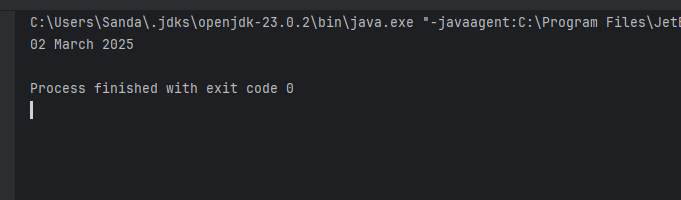 C:\Users\Sanda\.jdks\openjdk-23.0.2\bin\java.exe "-javaagent:C:\Program Files\JetB
02 March 2025
Process finished with exit code 0